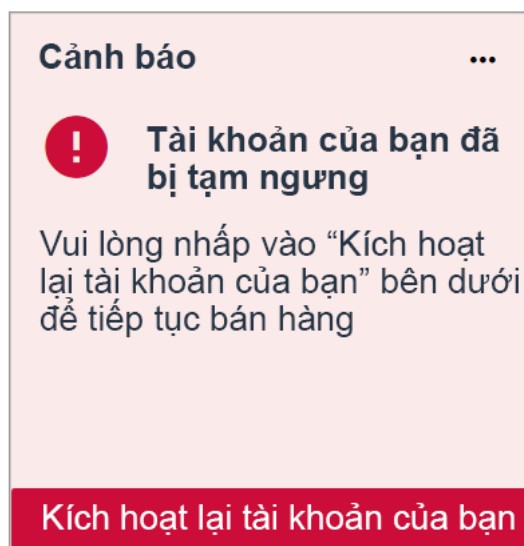 Cảnh báo
...
Tài khoản của bạn đã
bị tạm ngưng
Vui lòng nhấp vào “Kích hoạt
lại tài khoản của bạn” bên dưới
để tiếp tục bán hàng
Kích hoạt lại tài khoản của bạn